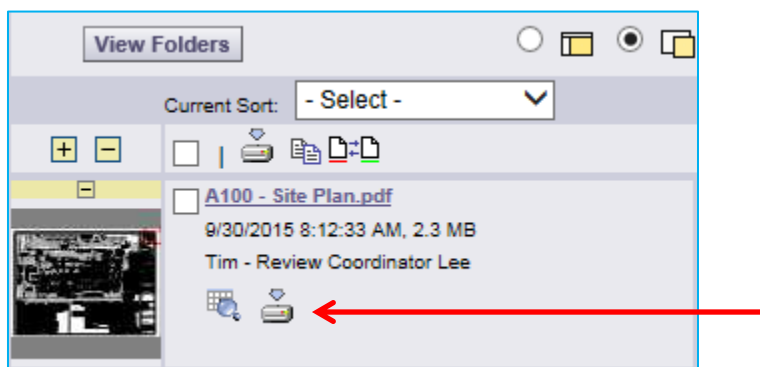 View Folders
Current Sort: - Select -
A100 - Site Plan.pdf
9/30/2015 8:12:33 AM, 2.3 MB
Tim - Review Coordinator Lee